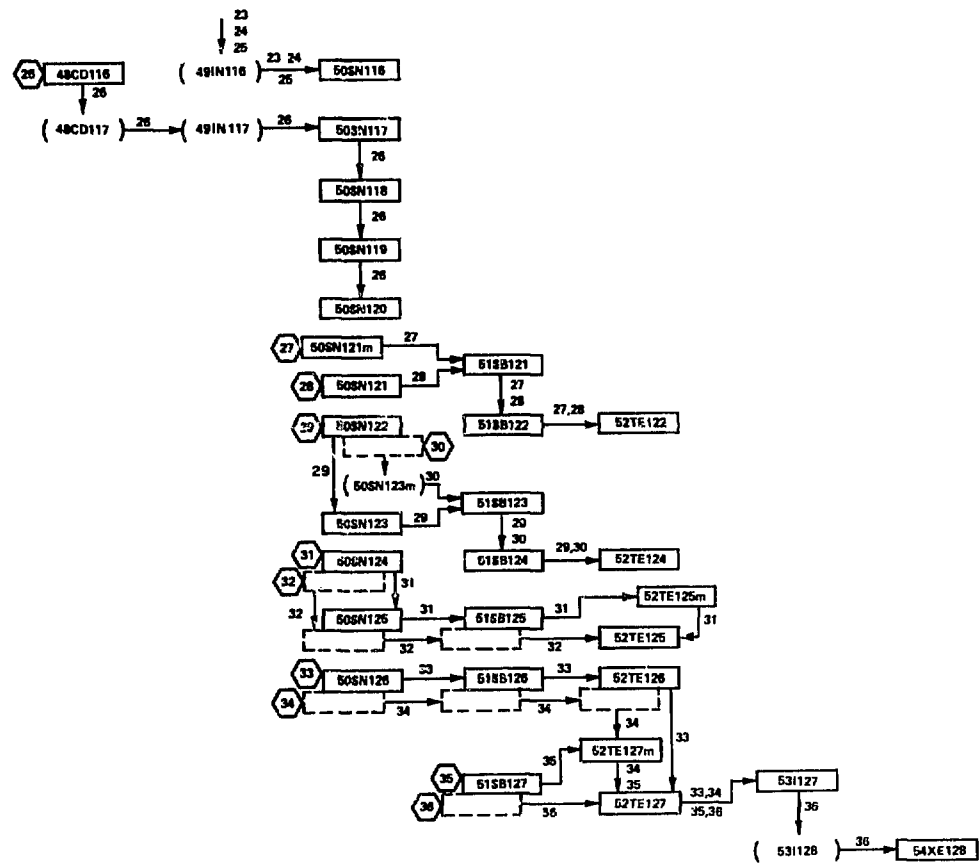 23
24
25
26 48CD116 ( 49IN116 ) 23 24 25 50SN116
26
( 48CD117 ) 26 ( 49IN117 ) 26 50SN117
26
50SN118
26
50SN119
26
50SN120
27 50SN121m 27
51SB121
28 50SN121 28
27
28
29 50SN122 51SB122 27,28 52TE122
30
29 ( 50SN123m ) 30
51SB123
50SN123 29
29
30
31 50SN124 51SB124 29,30 52TE124
32 31
32 50SN125 31 51SB125 31 52TE125m
31
32 32 52TE125
33 50SN126 33 51SB126 33 52TE126
34 34 34
34 33
35 52TE127m
34
35
35 51SB127
36 36 52TE127 33,34 35,36 53I127
36
( 53I128 ) 36 54XE128